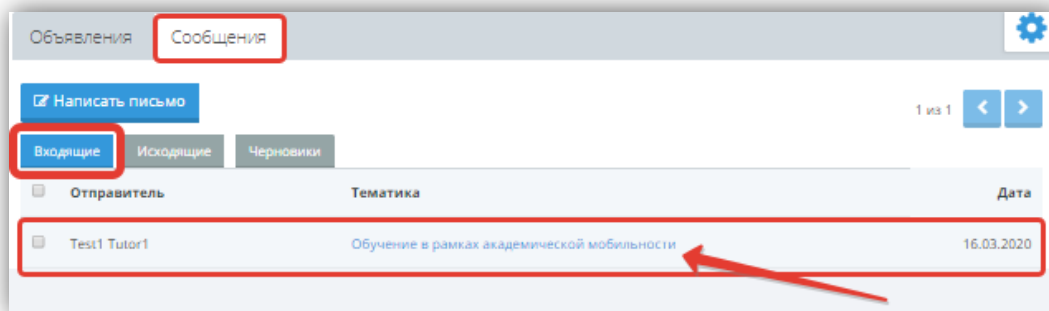 Объявления Сообщения
Написать письмо
1 из 1
Входящие Исходящие Черновики
Отправитель Тематика Дата
Test1 Tutor1 Обучение в рамках академической мобильности 16.03.2020